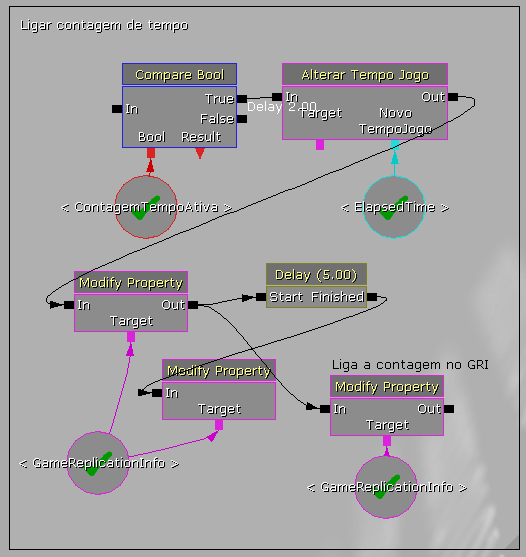 Ligar contagem de tempo
Compare Bool
In
True
False
Bool Result
Delay 2.00
Alterar Tempo Jogo
In
Out
Target
Novo
TempoJogo
< ContagemTempoAtiva >
< ElapsedTime >
Modify Property
In
Out
Target
Delay (5.00)
Start Finished
Modify Property
In
Target
Liga a contagem no GRI
Modify Property
In
Out
Target
< GameReplicationInfo >
< GameReplicationInfo >